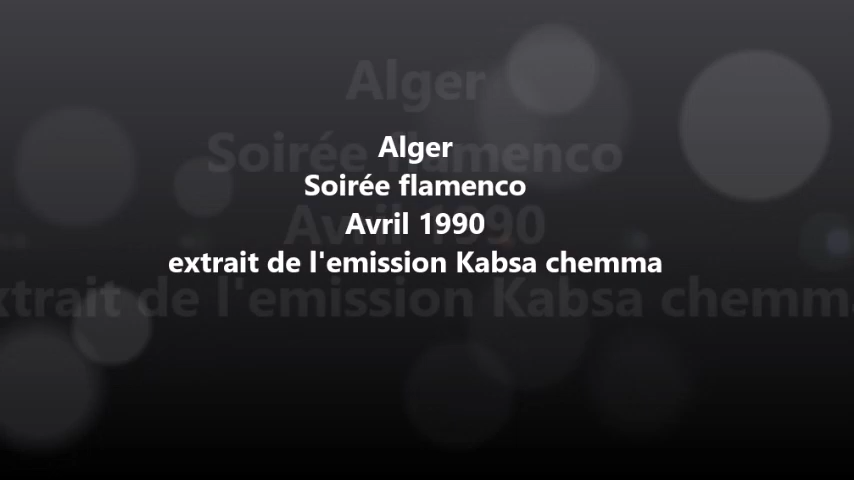 Alger
Soirée flamenco
Avril 1990
extrait de l'emission Kabsa chemma